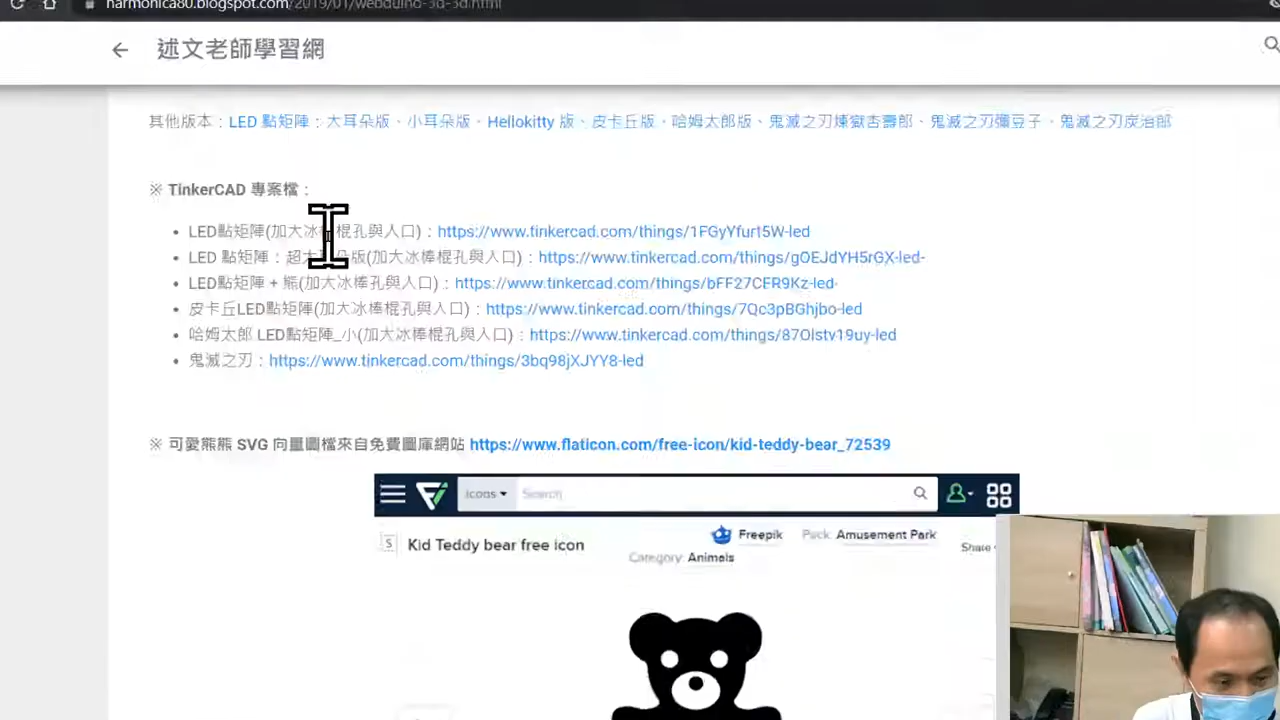 harmonica80.blogspot.com/2019/01/webduino-3d-3d.html
述文老師學習網
其他版本：LED 點矩陣：大耳朵版、小耳朵版、Hellokitty 版、皮卡丘版、哈姆太郎版、鬼滅之刃煉獄杏壽郎、鬼滅之刃彌豆子、鬼滅之刃炭治郎
※ TinkerCAD 專案檔：
LED點矩陣(加大冰棒棍孔與人口)：https://www.tinkercad.com/things/1FGyYfurt5W-led
LED 點矩陣：超大耳朵版(加大冰棒棍孔與人口)：https://www.tinkercad.com/things/gOEJdYH5rGX-led-
LED點矩陣 + 熊(加大冰棒孔與人口)：https://www.tinkercad.com/things/bFF27CFR9Kz-led-
皮卡丘LED點矩陣(加大冰棒棍孔與人口)：https://www.tinkercad.com/things/7Qc3pBGhjbo-led
哈姆太郎 LED點矩陣_小(加大冰棒棍孔與人口)：https://www.tinkercad.com/things/87Olstv19uy-led
鬼滅之刃：https://www.tinkercad.com/things/3bq98jXJYY8-led
※ 可愛熊熊 SVG 向量圖檔來自免費圖庫網站 https://www.flaticon.com/free-icon/kid-teddy-bear_72539
Icons Search
S Kid Teddy bear free icon
Freepik Pack: Amusement Park
Category: Animals
Share